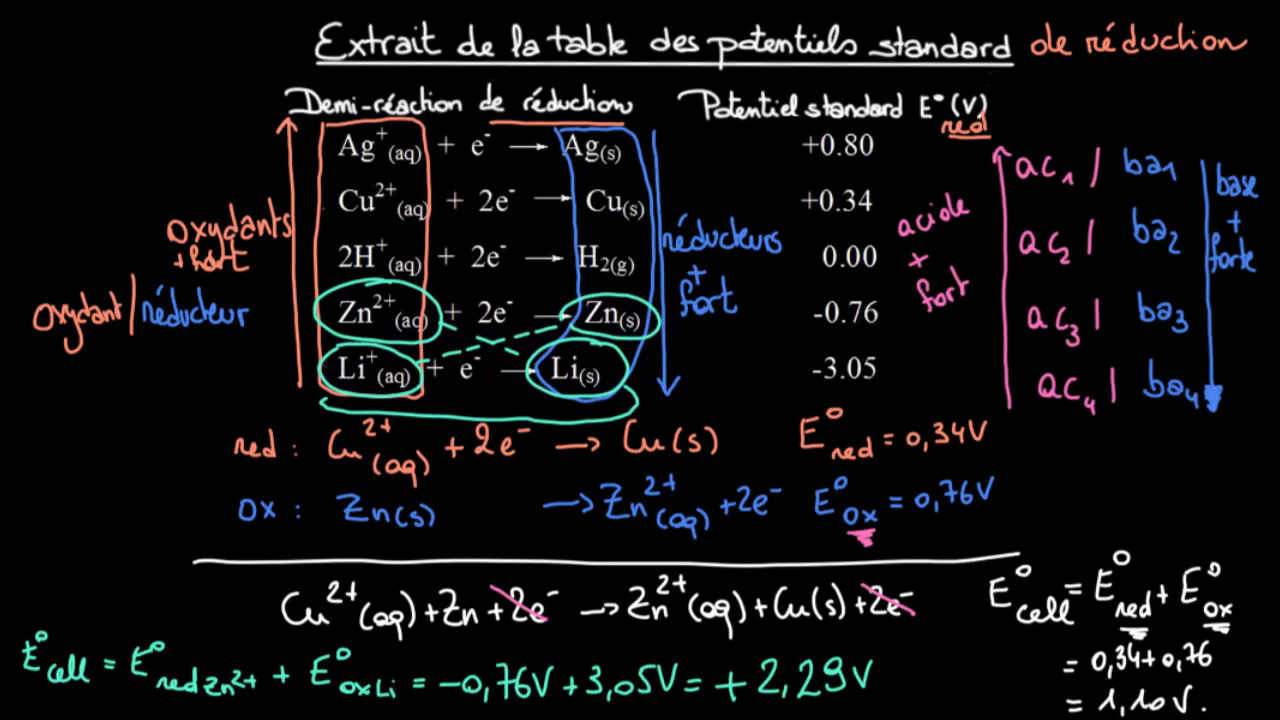 Extrait de la table des potentiels standard de réduction
Demi-réaction de réduction Potentiel standard E°(V)
red
Ag⁺(aq) + e⁻ → Ag(s) +0.80
Cu²⁺(aq) + 2e⁻ → Cu(s) +0.34
2H⁺(aq) + 2e⁻ → H₂(g) 0.00
Zn²⁺(aq) + 2e⁻ → Zn(s) -0.76
Li⁺(aq) + e⁻ → Li(s) -3.05
oxydants
+ fort
oxydant/réducteur
réducteurs
+
fort
acide
+
fort
ac₁ | ba₁
ac₂ | ba₂
ac₃ | ba₃
ac₄ | ba₄
base
+
forte
red : Cu²⁺(aq) + 2e⁻ → Cu(s) E°red = 0,34V
ox : Zn(s) → Zn²⁺(aq) + 2e⁻ E°ox = 0,76V
Cu²⁺(aq) + Zn + 2e⁻ → Zn²⁺(aq) + Cu(s) + 2e⁻
E°cell = E°red + E°ox
= 0,34 + 0,76
= 1,10V.
E°cell = E°red Zn²⁺ + E°ox Li = -0,76V + 3,05V = + 2,29V